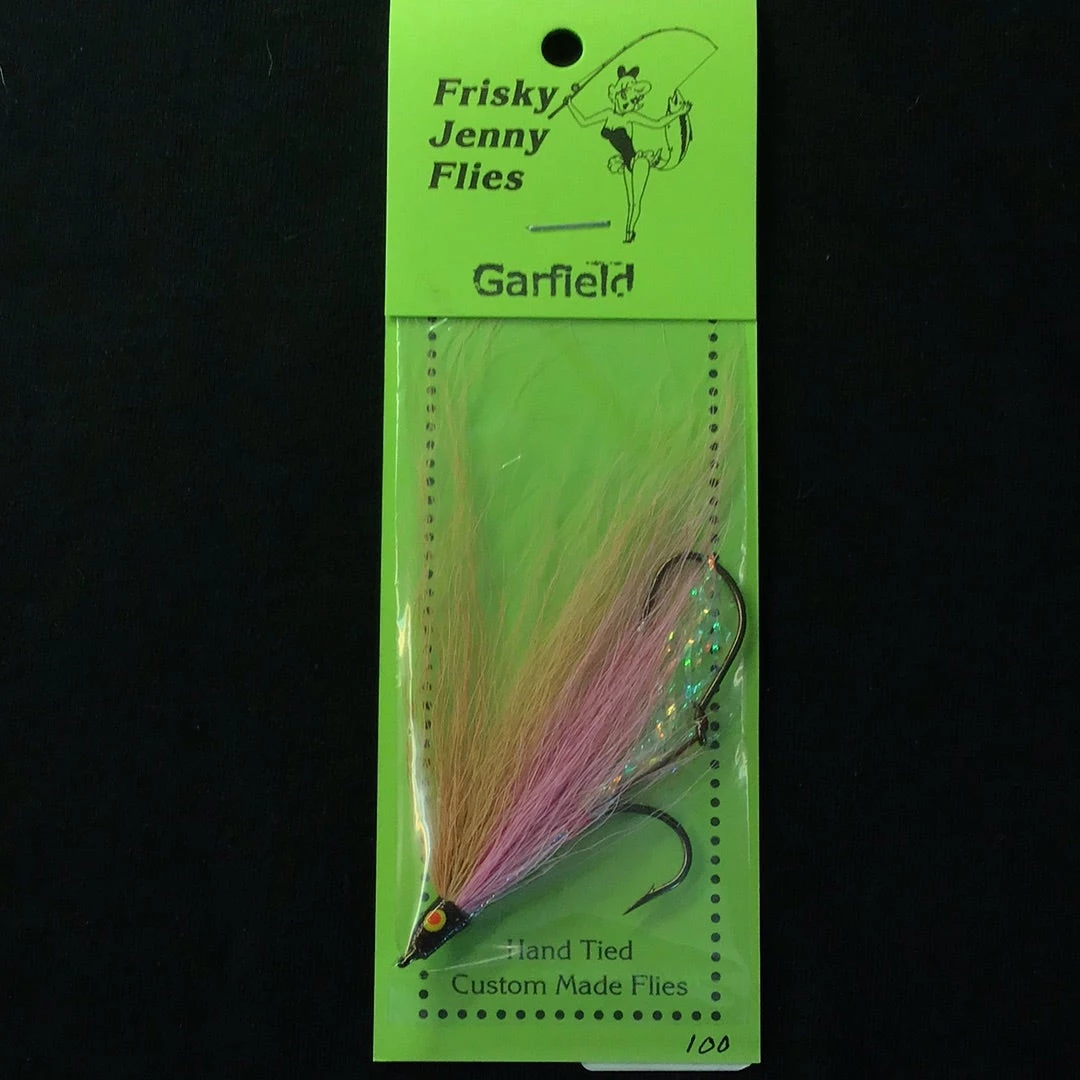 Frisky
Jenny
Flies
Garfield
Hand Tied
Custom Made Flies
100